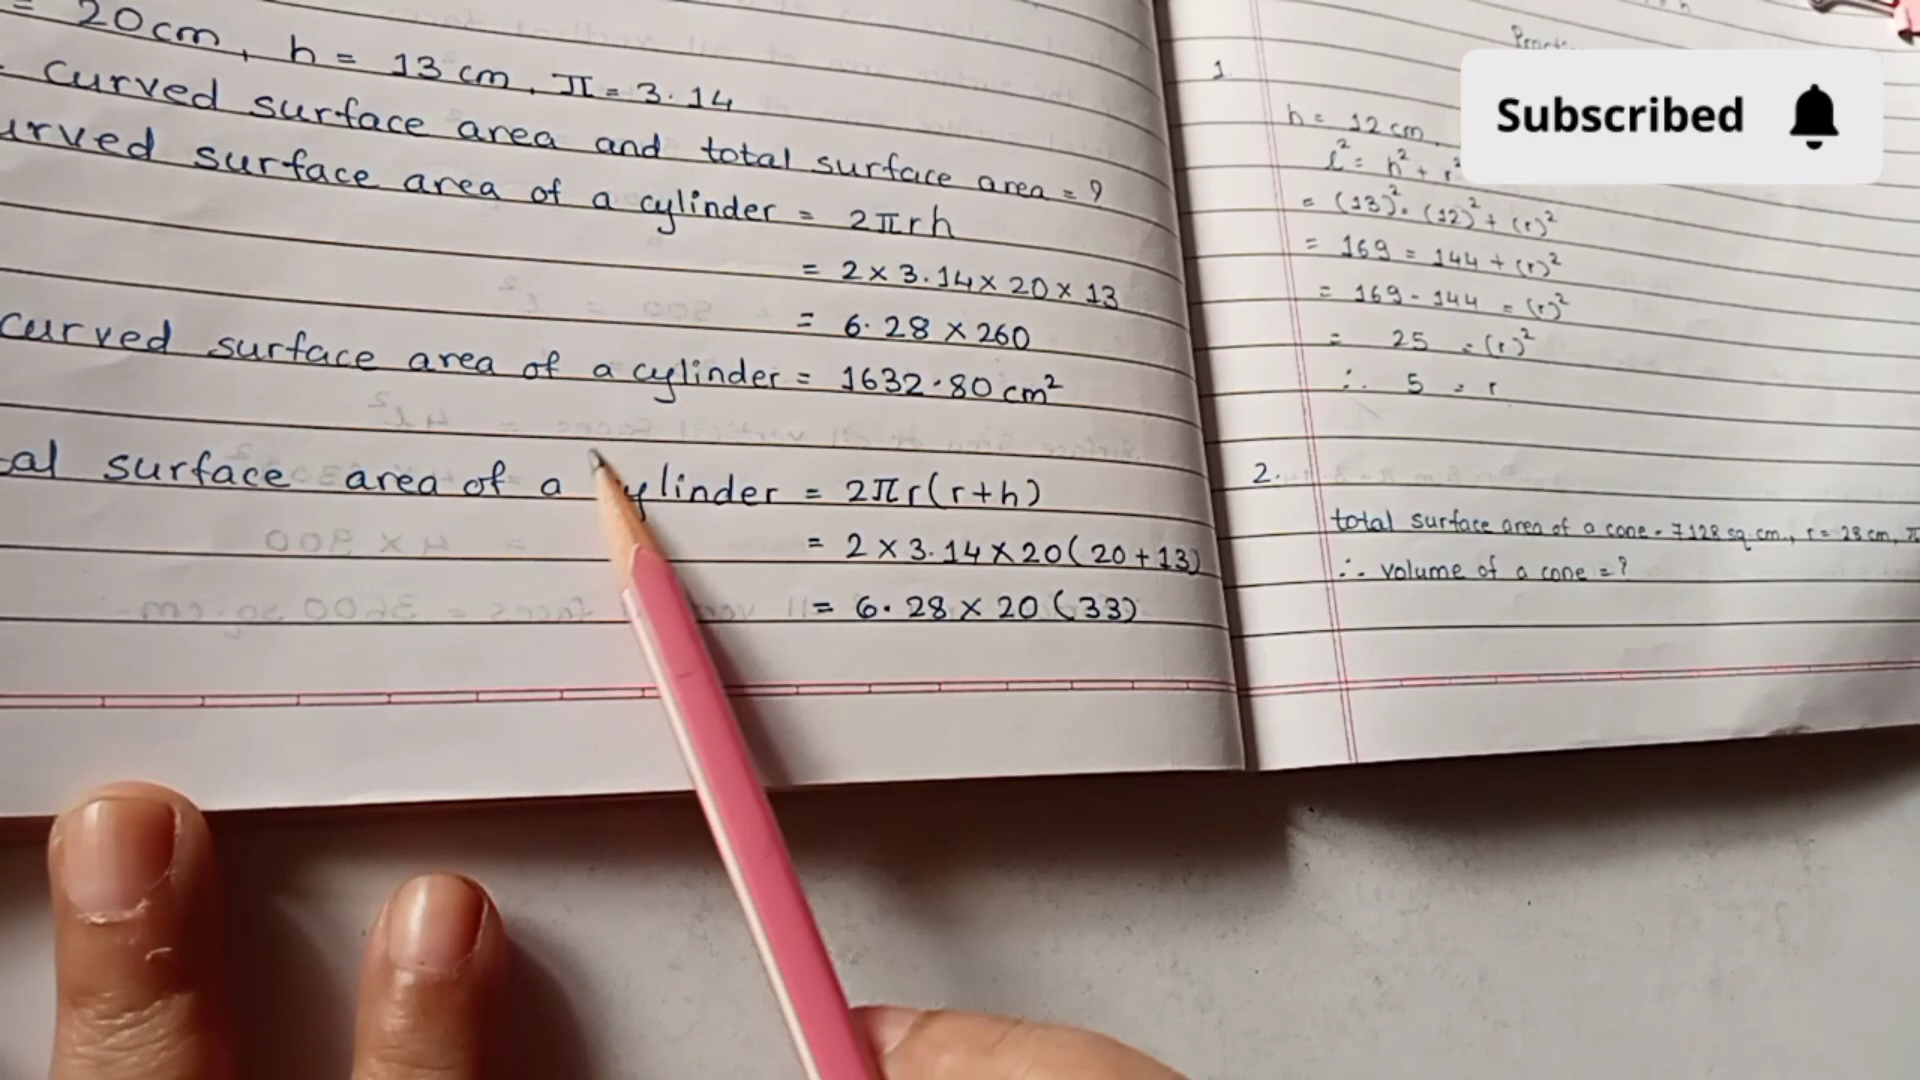 = 20cm, h = 13 cm, π = 3.14
curved surface area and total surface area = ?
urved surface area of a cylinder = 2πrh
= 2 × 3.14 × 20 × 13
= 6.28 × 260
curved surface area of a cylinder = 1632.80 cm²
al surface area of a ylinder = 2πr(r+h)
= 2 × 3.14 × 20 (20 + 13)
= 6.28 × 20 (33)
1.
h = 12 cm,
l² = h² + r²
= (13)² = (12)² + (r)²
= 169 = 144 + (r)²
= 169 - 144 = (r)²
= 25 = (r)²
∴ 5 = r
2.
total surface area of a cone = 7128 sq.cm., r = 28 cm, π
∴ volume of a cone = ?
Subscribed